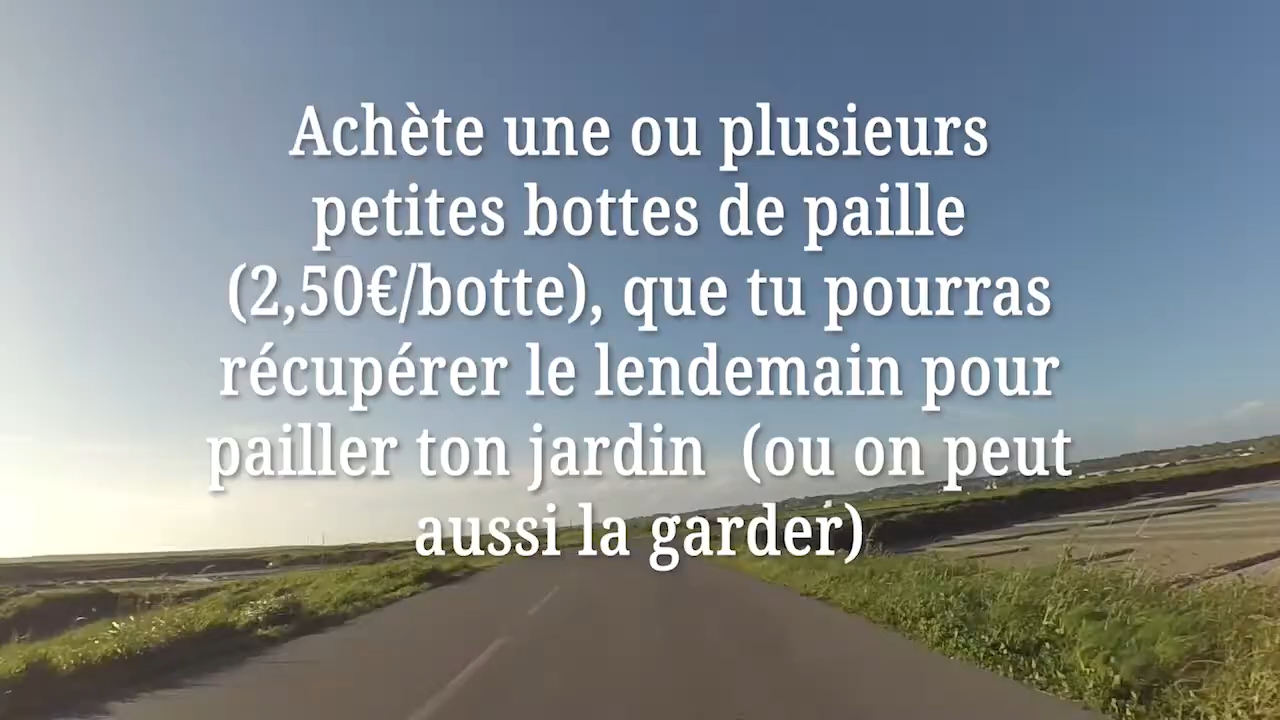 Achète une ou plusieurs
petites bottes de paille
(2,50€/botte), que tu pourras
récupérer le lendemain pour
pailler ton jardin  (ou on peut
aussi la garder)